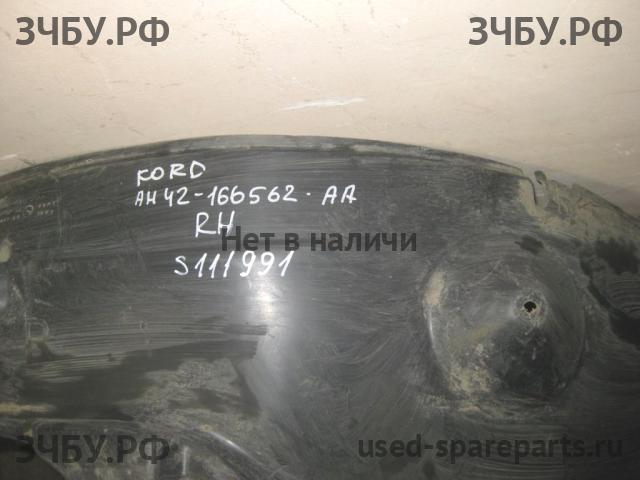 ЗЧБУ.РФ ЗЧБУ.РФ
FORD
AH42-166562-AA
RH
Нет в наличи
S111991
ЗЧБУ.РФ used-spareparts.ru